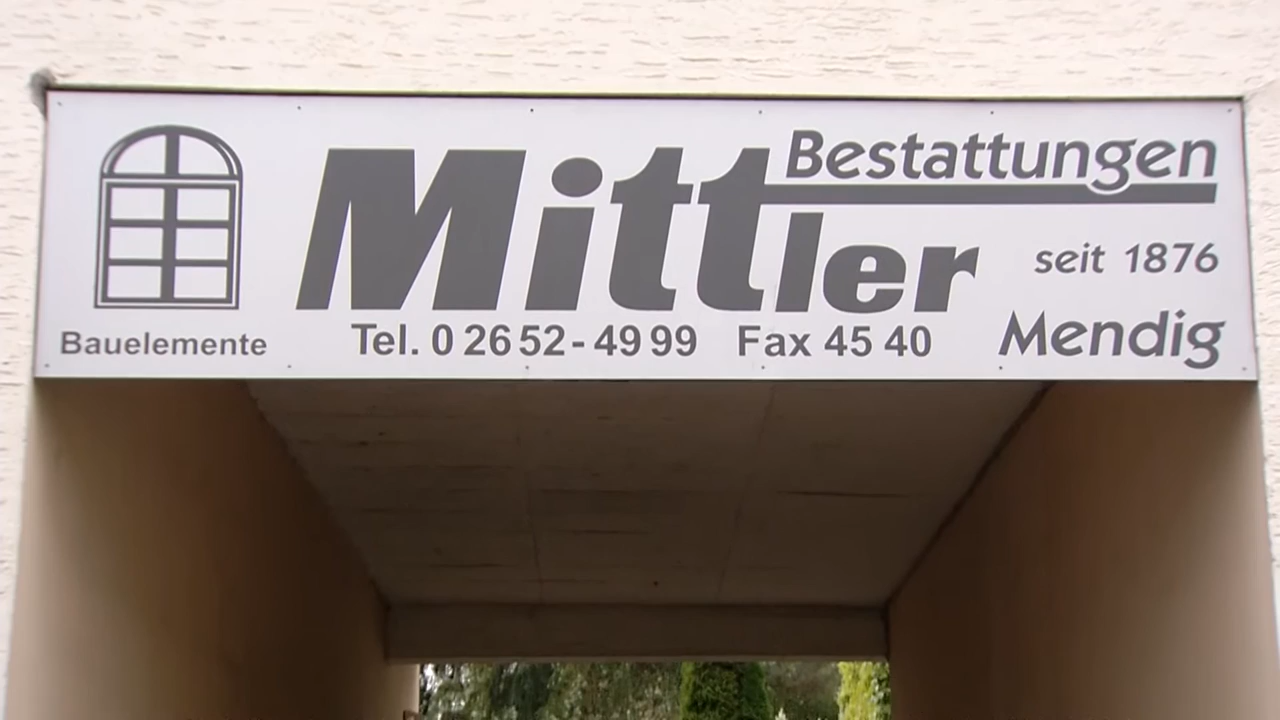 Bestattungen
Mittler
seit 1876
Bauelemente
Tel. 0 26 52 - 49 99 Fax 45 40
Mendig